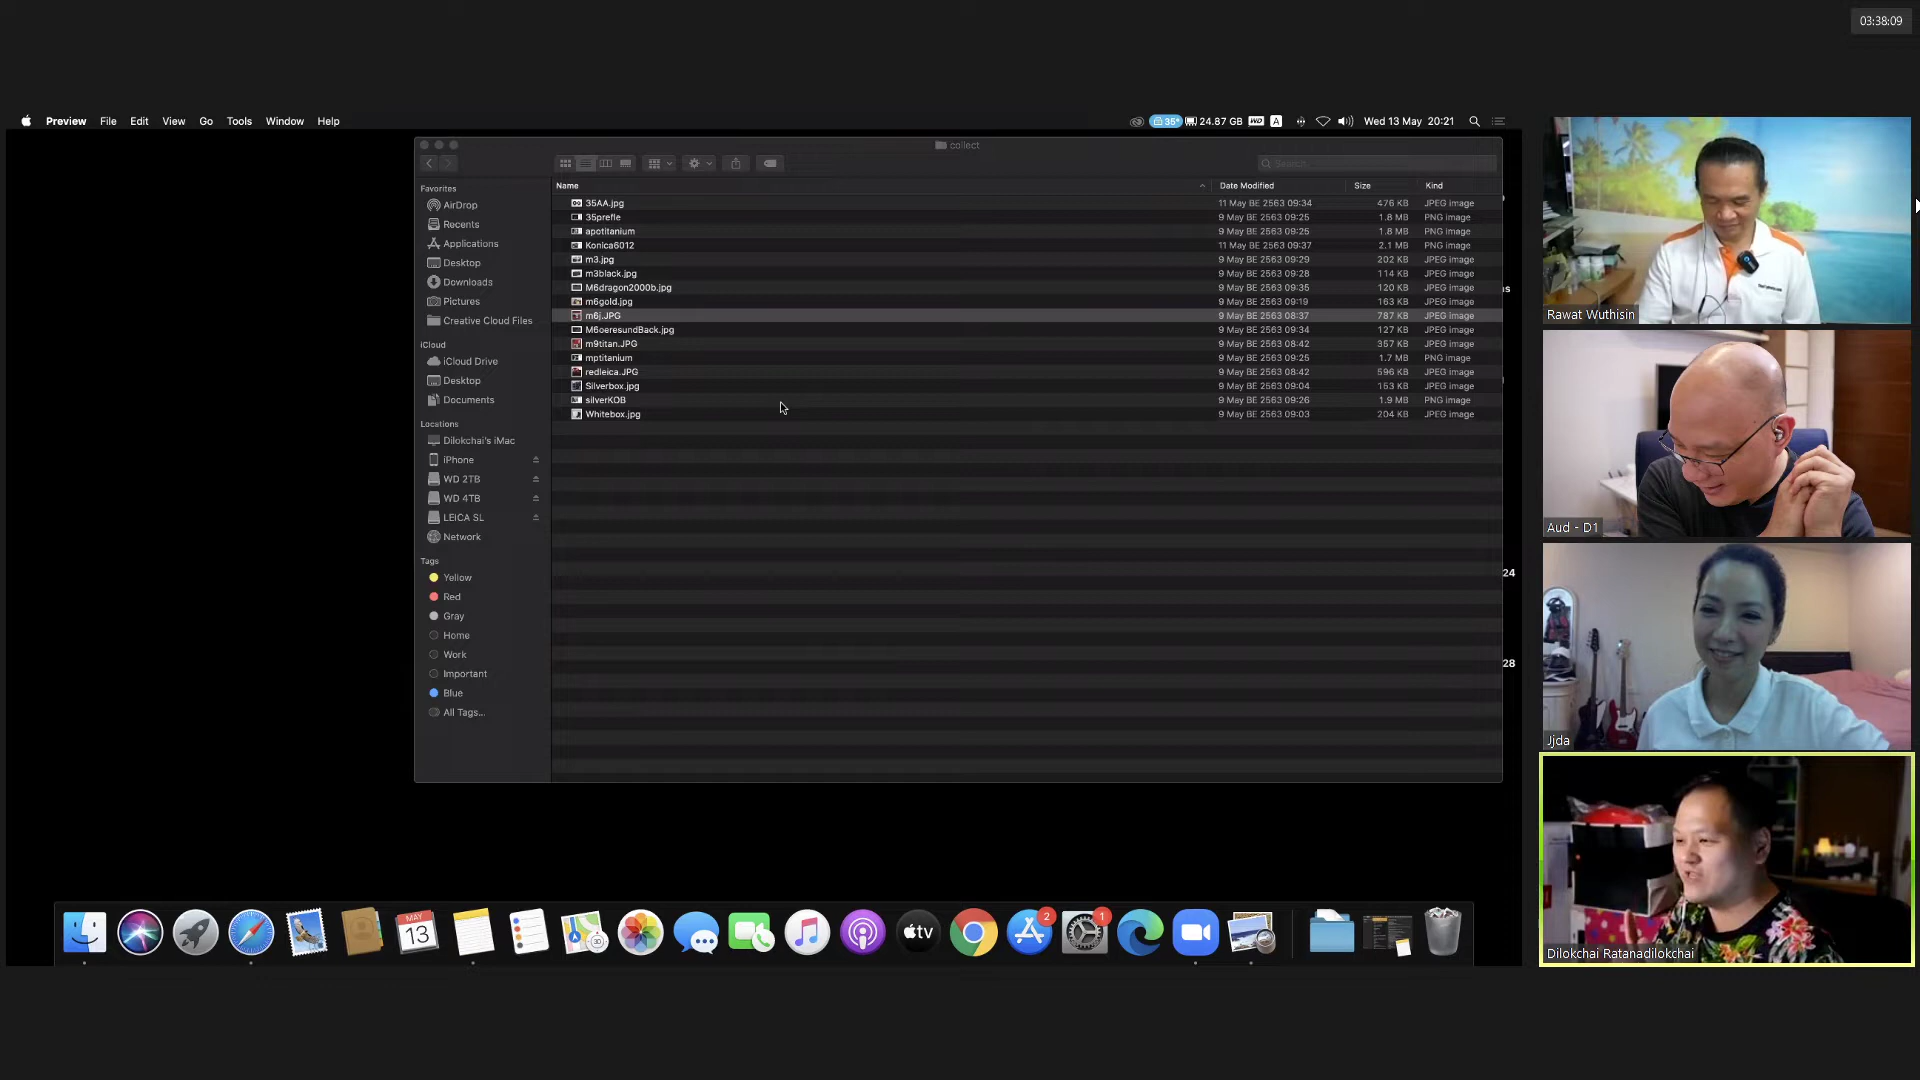 03:38:09
Preview File Edit View Go Tools Window Help
35° 24.87 GB WD A Wed 13 May 20:21
collect
Search
Favorites
AirDrop
Recents
Applications
Desktop
Downloads
Pictures
Creative Cloud Files
iCloud
iCloud Drive
Desktop
Documents
Locations
Dilokchai's iMac
iPhone
WD 2TB
WD 4TB
LEICA SL
Network
Tags
Yellow
Red
Gray
Home
Work
Important
Blue
All Tags...
Name Date Modified Size Kind
35AA.jpg 11 May BE 2563 09:34 476 KB JPEG image
35prefle 9 May BE 2563 09:25 1.8 MB PNG image
apotitanium 9 May BE 2563 09:25 1.8 MB PNG image
Konica6012 11 May BE 2563 09:37 2.1 MB PNG image
m3.jpg 9 May BE 2563 09:29 202 KB JPEG image
m3black.jpg 9 May BE 2563 09:28 114 KB JPEG image
M6dragon2000b.jpg 9 May BE 2563 09:35 120 KB JPEG image
m6gold.jpg 9 May BE 2563 09:19 163 KB JPEG image
m6j.JPG 9 May BE 2563 08:37 787 KB JPEG image
M6oeresundBack.jpg 9 May BE 2563 09:34 127 KB JPEG image
m9titan.JPG 9 May BE 2563 08:42 357 KB JPEG image
mptitanium 9 May BE 2563 09:25 1.7 MB PNG image
redleica.JPG 9 May BE 2563 08:42 596 KB JPEG image
Silverbox.jpg 9 May BE 2563 09:04 153 KB JPEG image
silverKOB 9 May BE 2563 09:26 1.9 MB PNG image
Whitebox.jpg 9 May BE 2563 09:03 204 KB JPEG image
24
28
Rawat Wuthisin
Aud - D1
Jjda
Dilokchai Ratanadilokchai
MAY
13
tv
2
1